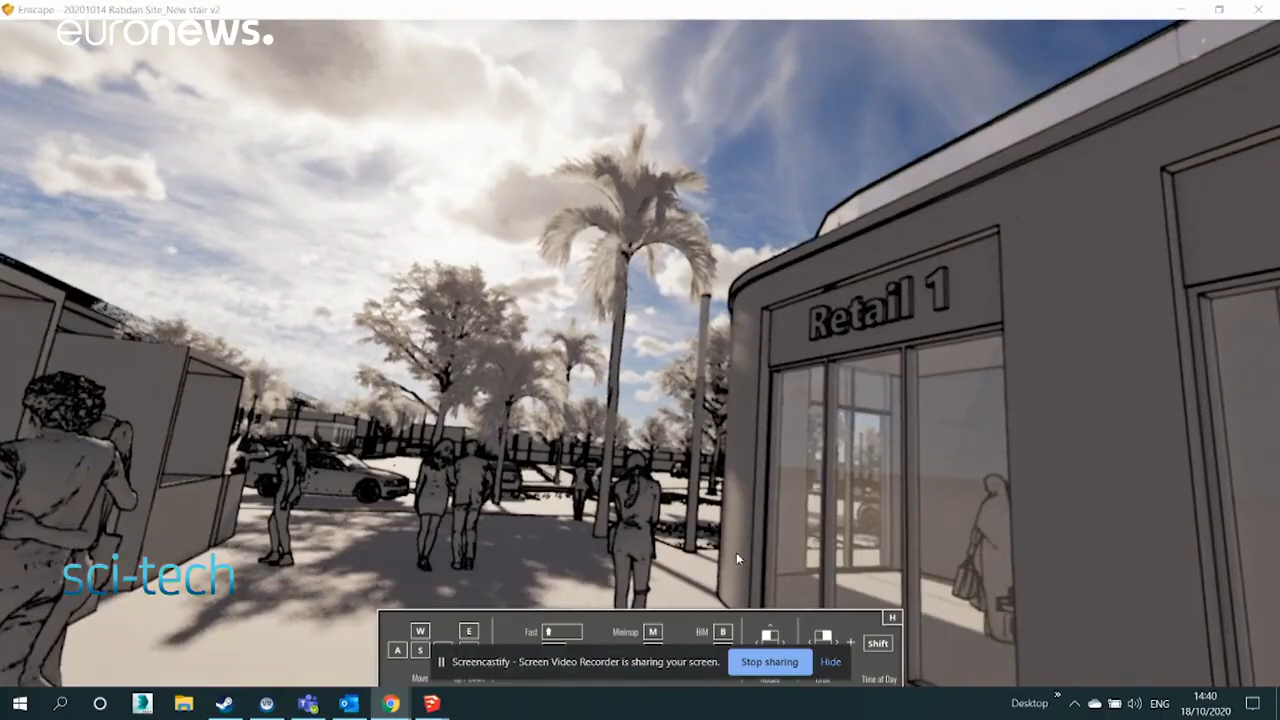 Enscape - 20201014 Rabdan Site_New stair v2
euronews.
Retail 1
sci-tech
H
W
E
Fast
Minimap
M
BIM
B
A
S
Shift
Screencastify - Screen Video Recorder is sharing your screen.
Stop sharing
Hide
Move
Time of Day
Desktop
ENG
14:40
18/10/2020